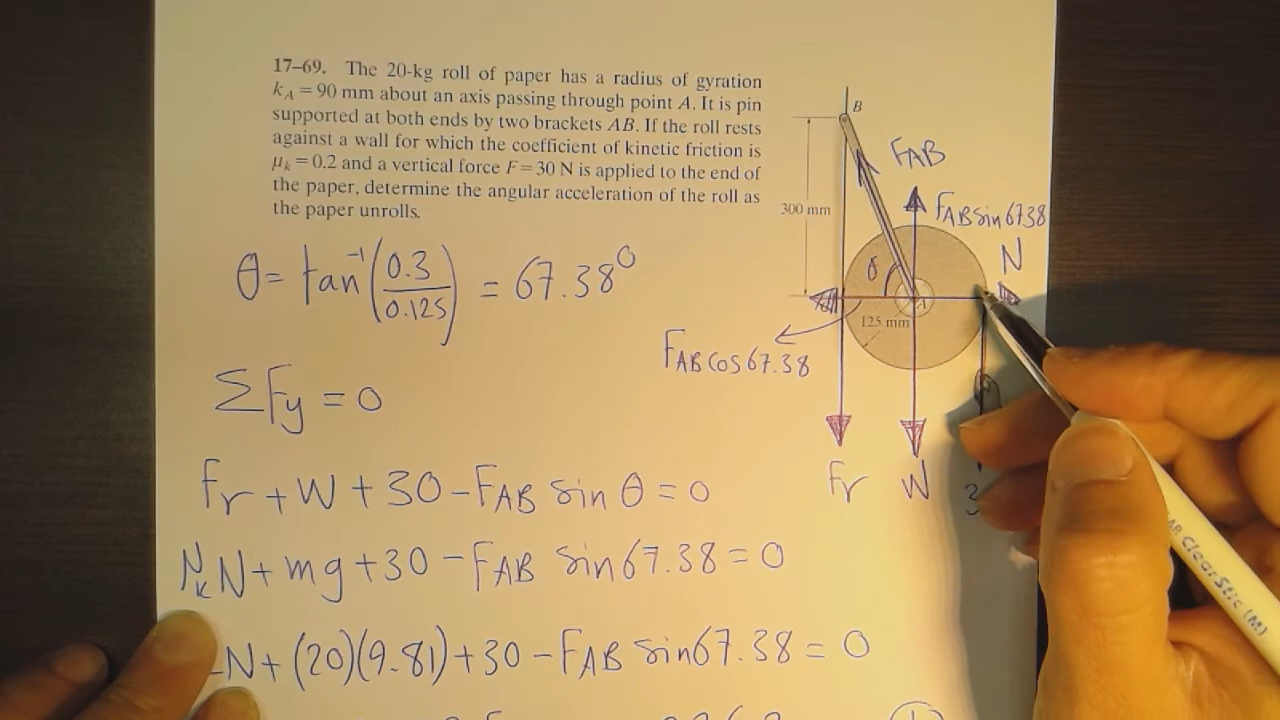 17–69. The 20-kg roll of paper has a radius of gyration
kA = 90 mm about an axis passing through point A. It is pin
supported at both ends by two brackets AB. If the roll rests
against a wall for which the coefficient of kinetic friction is
μk = 0.2 and a vertical force F = 30 N is applied to the end of
the paper, determine the angular acceleration of the roll as
the paper unrolls.
B
FAB
300 mm
FAB sin 67.38
N
θ
A
125 mm
FAB cos 67.38
Fr
W
3
θ = tan⁻¹(0.3/0.125) = 67.38°
ΣFy = 0
Fr + W + 30 - FAB sin θ = 0
μk N + mg + 30 - FAB sin 67.38 = 0
N + (20)(9.81) + 30 - FAB sin 67.38 = 0
Clear Stic (M)